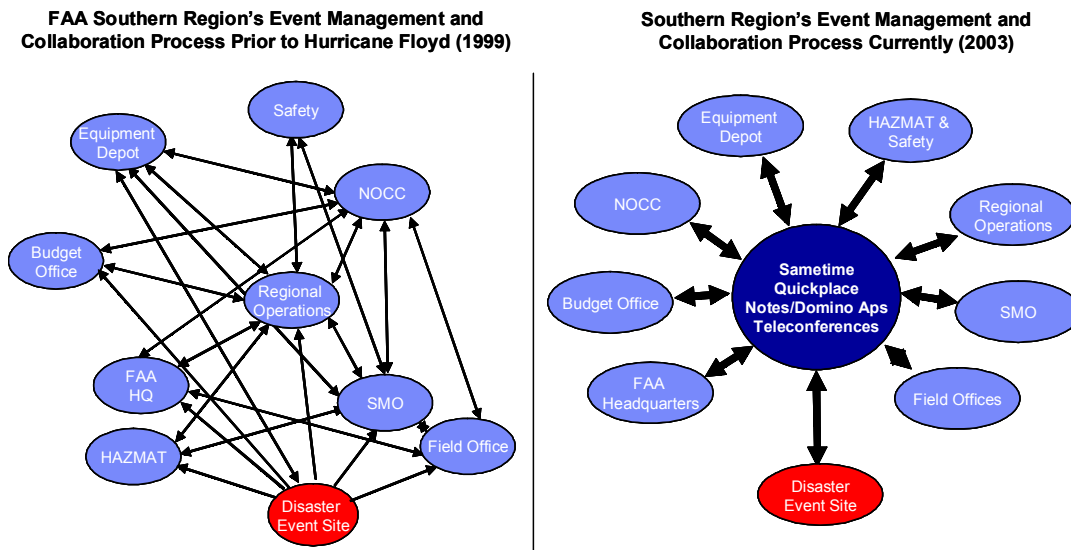 FAA Southern Region's Event Management and
Collaboration Process Prior to Hurricane Floyd (1999)
Safety
Equipment
Depot
NOCC
Budget
Office
Regional
Operations
FAA
HQ
SMO
Field Office
HAZMAT
Disaster
Event Site
Southern Region's Event Management and
Collaboration Process Currently (2003)
Equipment
Depot
HAZMAT &
Safety
NOCC
Regional
Operations
Sametime
Quickplace
Notes/Domino Aps
Teleconferences
Budget Office
SMO
FAA
Headquarters
Field Offices
Disaster
Event Site